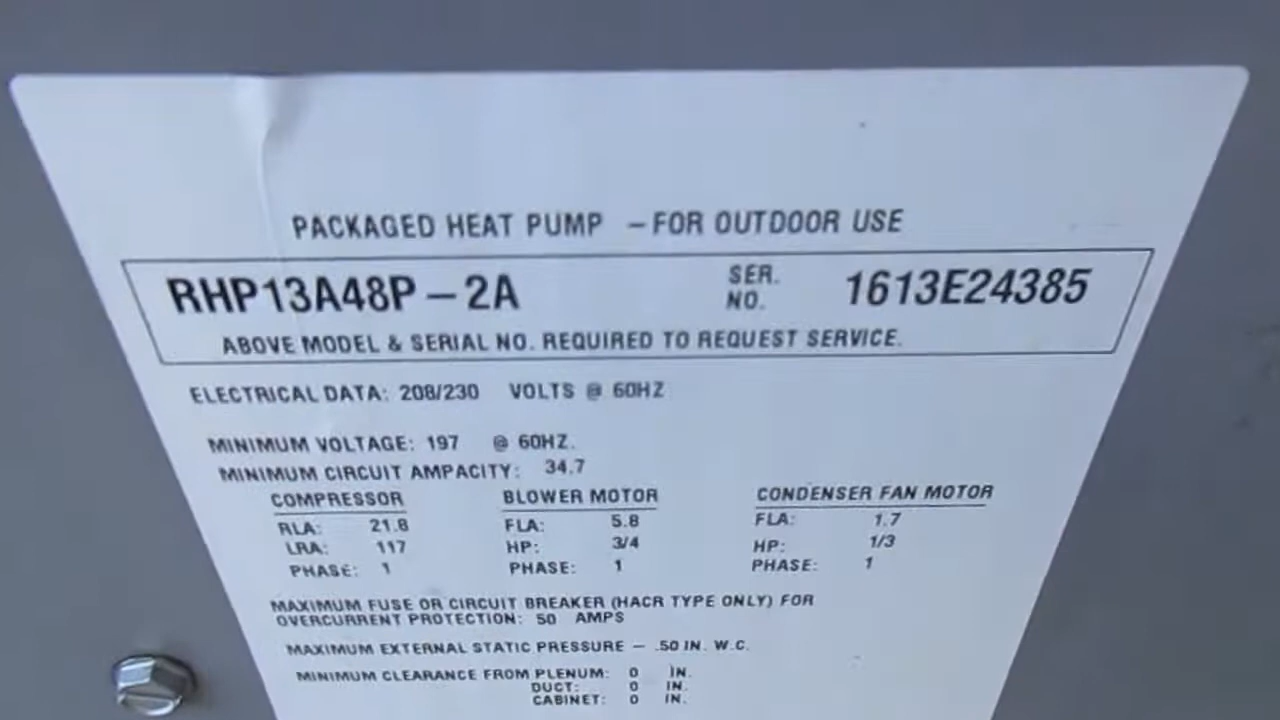 PACKAGED HEAT PUMP – FOR OUTDOOR USE
RHP13A48P – 2A SER. NO. 1613E24385
ABOVE MODEL & SERIAL NO. REQUIRED TO REQUEST SERVICE.
ELECTRICAL DATA: 208/230 VOLTS @ 60HZ
MINIMUM VOLTAGE: 197 @ 60HZ.
MINIMUM CIRCUIT AMPACITY: 34.7
COMPRESSOR BLOWER MOTOR CONDENSER FAN MOTOR
RLA: 21.8 FLA: 5.8 FLA: 1.7
LRA: 117 HP: 3/4 HP: 1/3
PHASE: 1 PHASE: 1 PHASE: 1
MAXIMUM FUSE OR CIRCUIT BREAKER (HACR TYPE ONLY) FOR
OVERCURRENT PROTECTION: 50 AMPS
MAXIMUM EXTERNAL STATIC PRESSURE – .50 IN. W.C.
MINIMUM CLEARANCE FROM PLENUM: 0 IN.
DUCT: 0 IN.
CABINET: 0 IN.